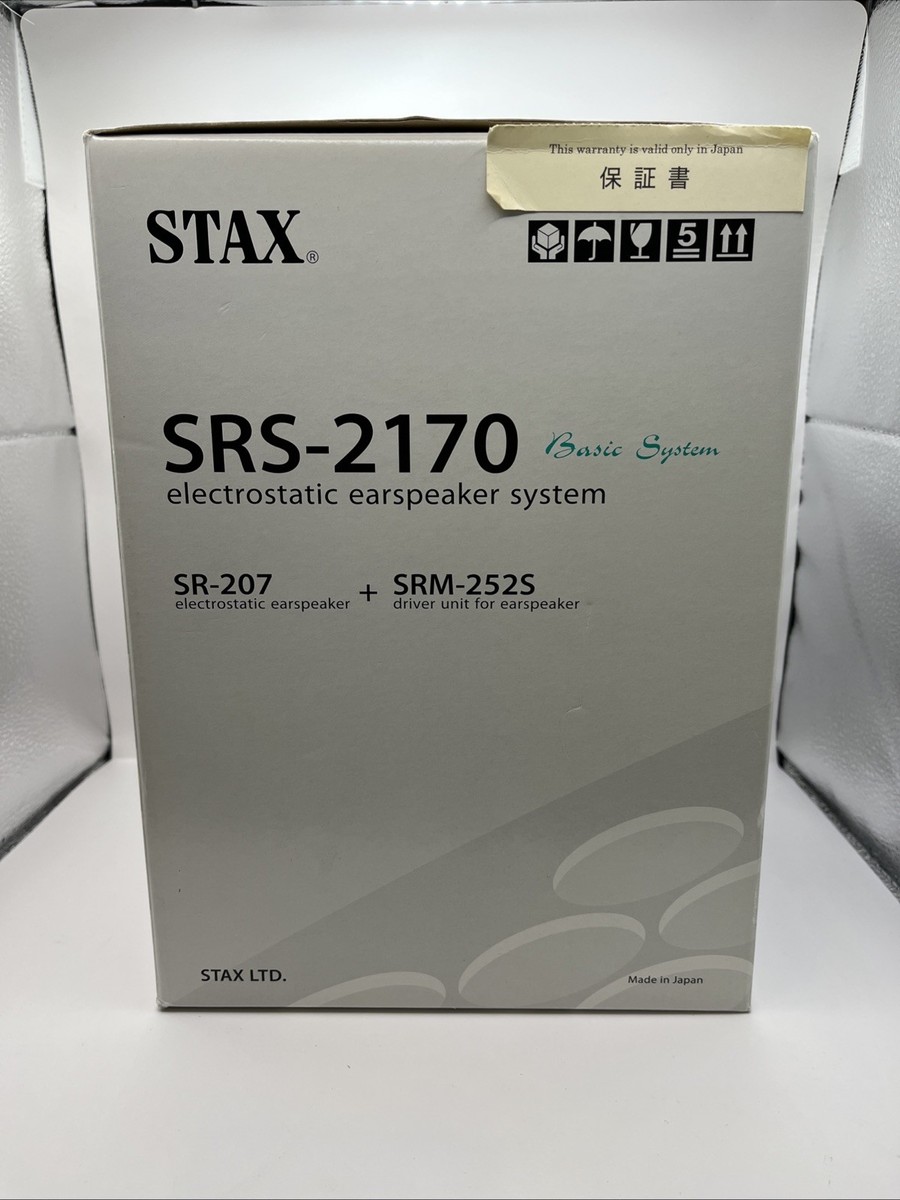 This warranty is valid only in Japan
保証書
STAX®
5
SRS-2170 Basic System
electrostatic earspeaker system
SR-207 + SRM-252S
electrostatic earspeaker driver unit for earspeaker
STAX LTD.
Made in Japan